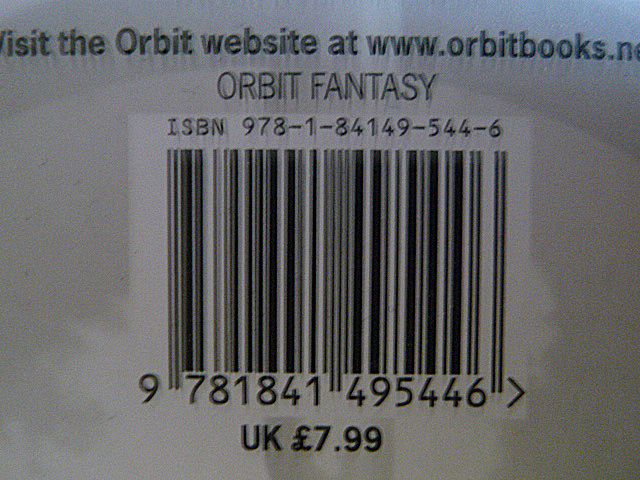 Visit the Orbit website at www.orbitbooks.ne
ORBIT FANTASY
ISBN 978-1-84149-544-6
9 781841 495446 >
UK £7.99